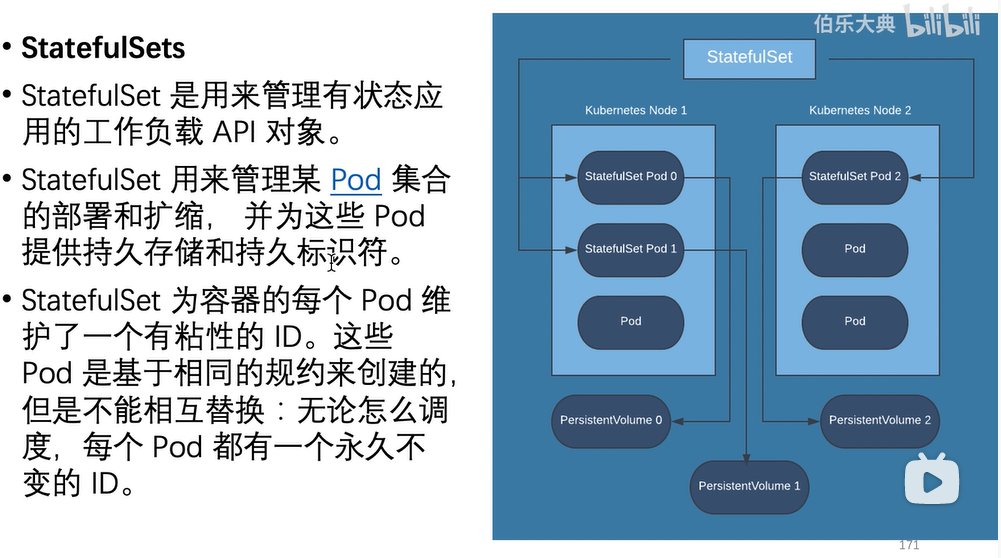 • StatefulSets
• StatefulSet 是用来管理有状态应
用的工作负载 API 对象。
• StatefulSet 用来管理某 Pod 集合
的部署和扩缩， 并为这些 Pod
提供持久存储和持久标识符。
• StatefulSet 为容器的每个 Pod 维
护了一个有粘性的 ID。这些
Pod 是基于相同的规约来创建的，
但是不能相互替换：无论怎么调
度，每个 Pod 都有一个永久不
变的 ID。
伯乐大典 bilibili
StatefulSet
Kubernetes Node 1
StatefulSet Pod 0
StatefulSet Pod 1
Pod
Kubernetes Node 2
StatefulSet Pod 2
Pod
Pod
PersistentVolume 0
PersistentVolume 2
PersistentVolume 1
171